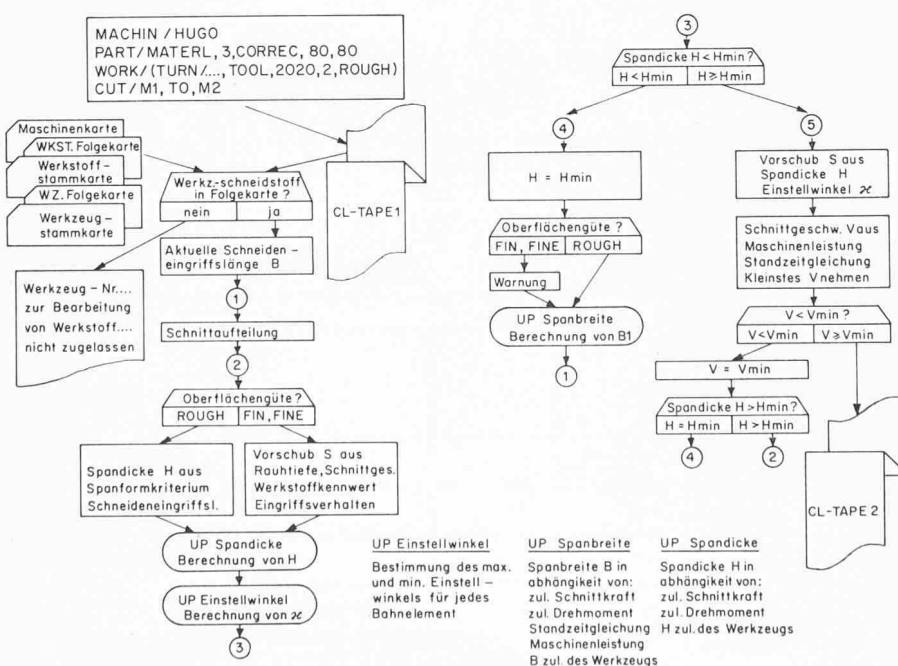 MACHIN / HUGO
PART/ MATERL, 3, CORREC, 80, 80
WORK/ (TURN/...., TOOL, 2020, 2, ROUGH)
CUT/ M1, TO, M2
Maschinenkarte
WKST. Folgekarte
Werkstoff-
stammkarte
WZ. Folgekarte
Werkzeug-
stammkarte
Werkz.-schneidstoff
in Folgekarte ?
nein
ja
CL-TAPE 1
Werkzeug - Nr....
zur Bearbeitung
von Werkstoff....
nicht zugelassen
Aktuelle Schneiden-
eingriffslänge B
1
Schnittaufteilung
2
Oberflächengüte ?
ROUGH
FIN, FINE
Spandicke H aus
Spanformkriterium
Schneideneingriffsl.
Vorschub S aus
Rauhtiefe, Schnittges.
Werkstoffkennwert
Eingriffsverhalten
UP Spandicke
Berechnung von H
UP Einstellwinkel
Berechnung von ϰ
3
3
Spandicke H < Hmin ?
H < Hmin
H ≥ Hmin
4
H = Hmin
Oberflächengüte ?
FIN, FINE
ROUGH
Warnung
UP Spanbreite
Berechnung von B1
1
5
Vorschub S aus
Spandicke H
Einstellwinkel ϰ
Schnittgeschw. V aus
Maschinenleistung
Standzeitgleichung
Kleinstes V nehmen
V < Vmin ?
V < Vmin
V ≥ Vmin
V = Vmin
Spandicke H > Hmin ?
H = Hmin
H > Hmin
4
2
CL-TAPE 2
UP Einstellwinkel
Bestimmung des max.
und min. Einstell -
winkels für jedes
Bahnelement
UP Spanbreite
Spanbreite B in
abhängikeit von:
zul. Schnittkraft
zul. Drehmoment
Standzeitgleichung
Maschinenleistung
B zul. des Werkzeugs
UP Spandicke
Spandicke H in
abhängikeit von:
zul. Schnittkraft
zul. Drehmoment
H zul. des Werkzeugs